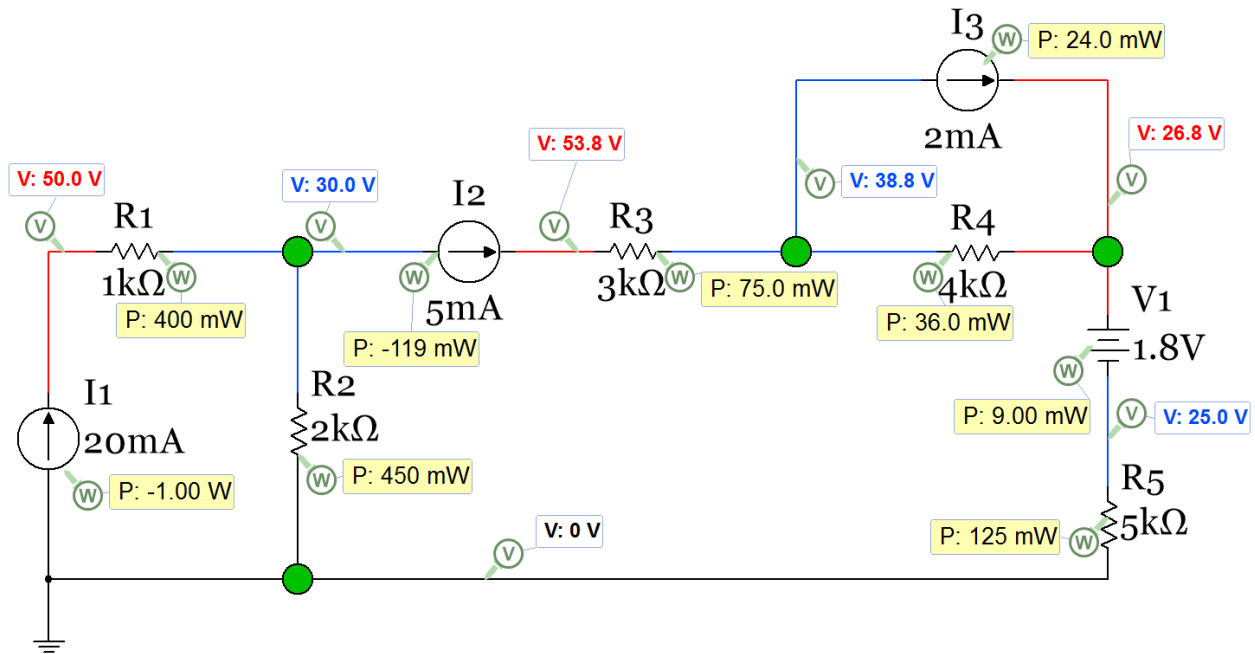 I3
W
P: 24.0 mW
2mA
V: 53.8 V
V: 26.8 V
V: 50.0 V
V: 30.0 V
V: 38.8 V
V
V
I2
R1
R3
R4
V
V
V
1kΩ
W
P: 400 mW
5mA
W
P: -119 mW
3kΩ
W
P: 75.0 mW
4kΩ
W
P: 36.0 mW
V1
1.8V
W
P: 9.00 mW
I1
20mA
R2
2kΩ
V
V: 25.0 V
W
P: -1.00 W
W
P: 450 mW
R5
5kΩ
W
P: 125 mW
V: 0 V
V